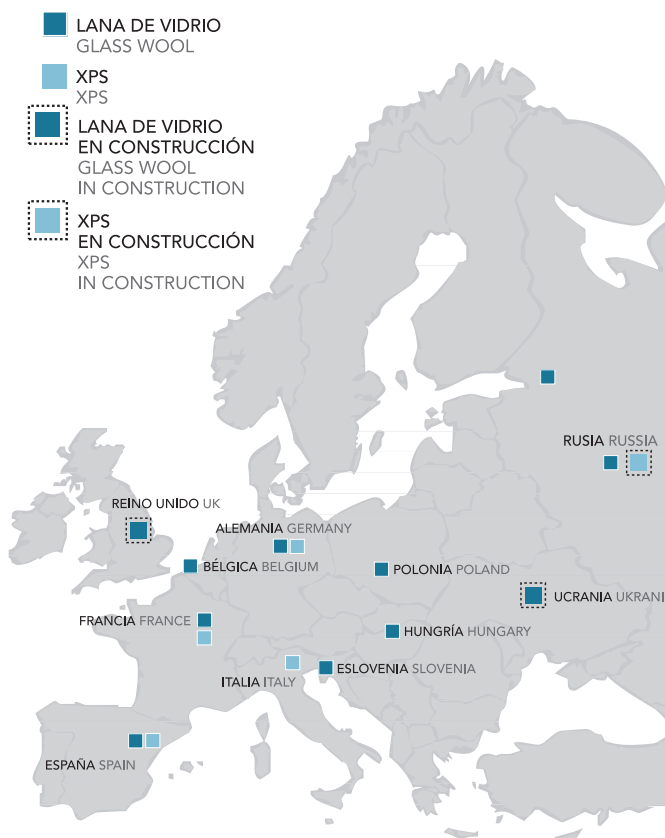 LANA DE VIDRIO
GLASS WOOL
XPS
XPS
LANA DE VIDRIO
EN CONSTRUCCIÓN
GLASS WOOL
IN CONSTRUCTION
XPS
EN CONSTRUCCIÓN
XPS
IN CONSTRUCTION
RUSIA RUSSIA
REINO UNIDO UK
ALEMANIA GERMANY
BÉLGICA BELGIUM
POLONIA POLAND
UCRANIA UKRANI
FRANCIA FRANCE
HUNGRÍA HUNGARY
ESLOVENIA SLOVENIA
ITALIA ITALY
ESPAÑA SPAIN